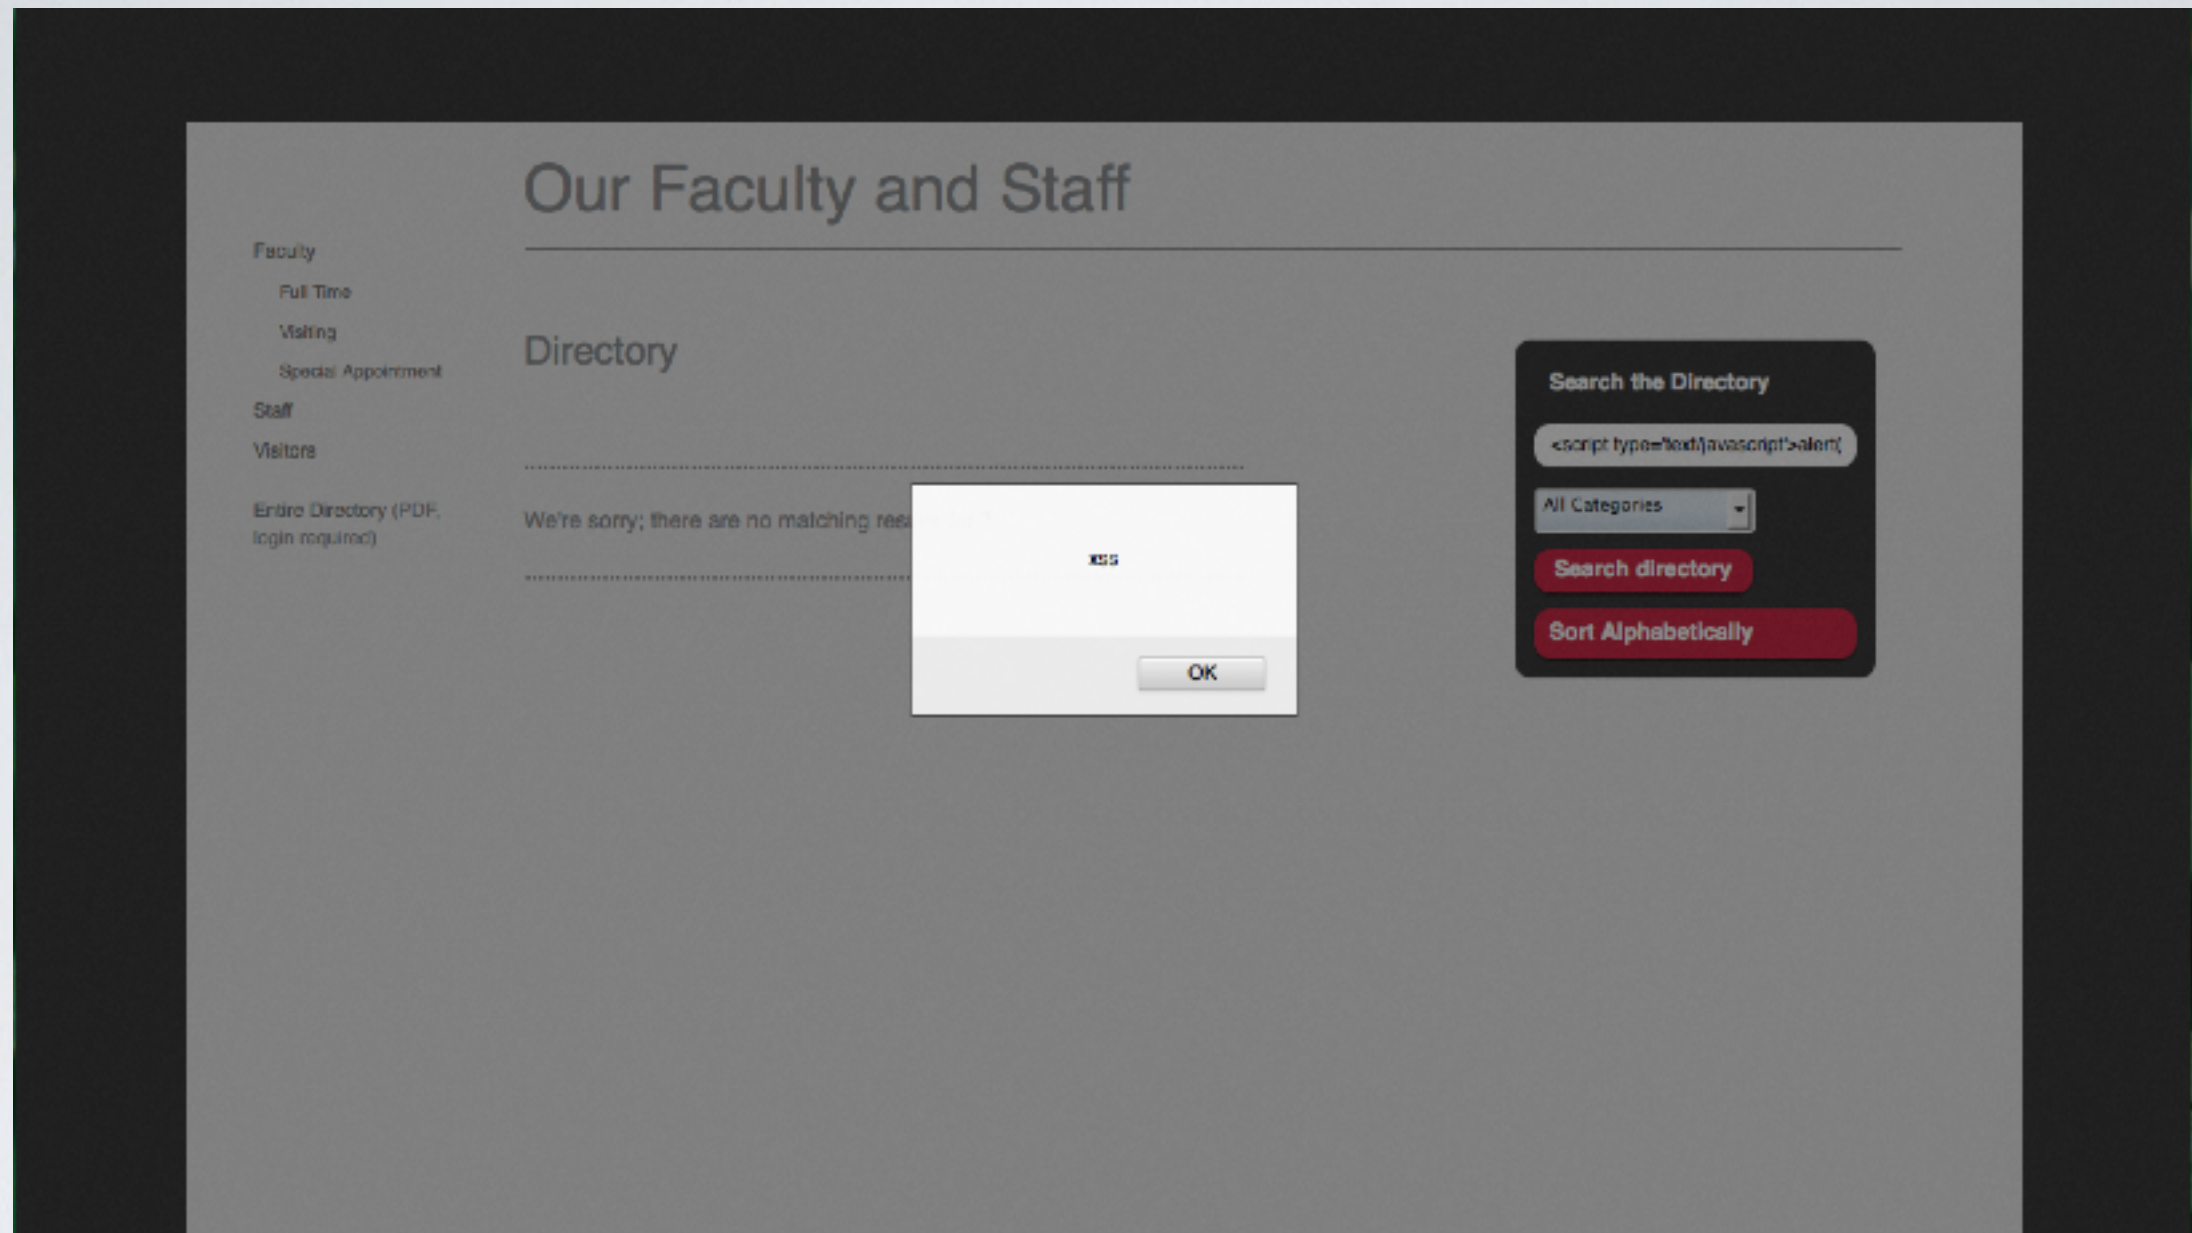 Our Faculty and Staff
Faculty
Full Time
Visiting
Special Appointment
Staff
Visitors
Entire Directory (PDF,
login required)
Directory
We're sorry; there are no matching
xss
OK
Search the Directory
<script type='text/javascript'>alert(
All Categories
Search directory
Sort Alphabetically